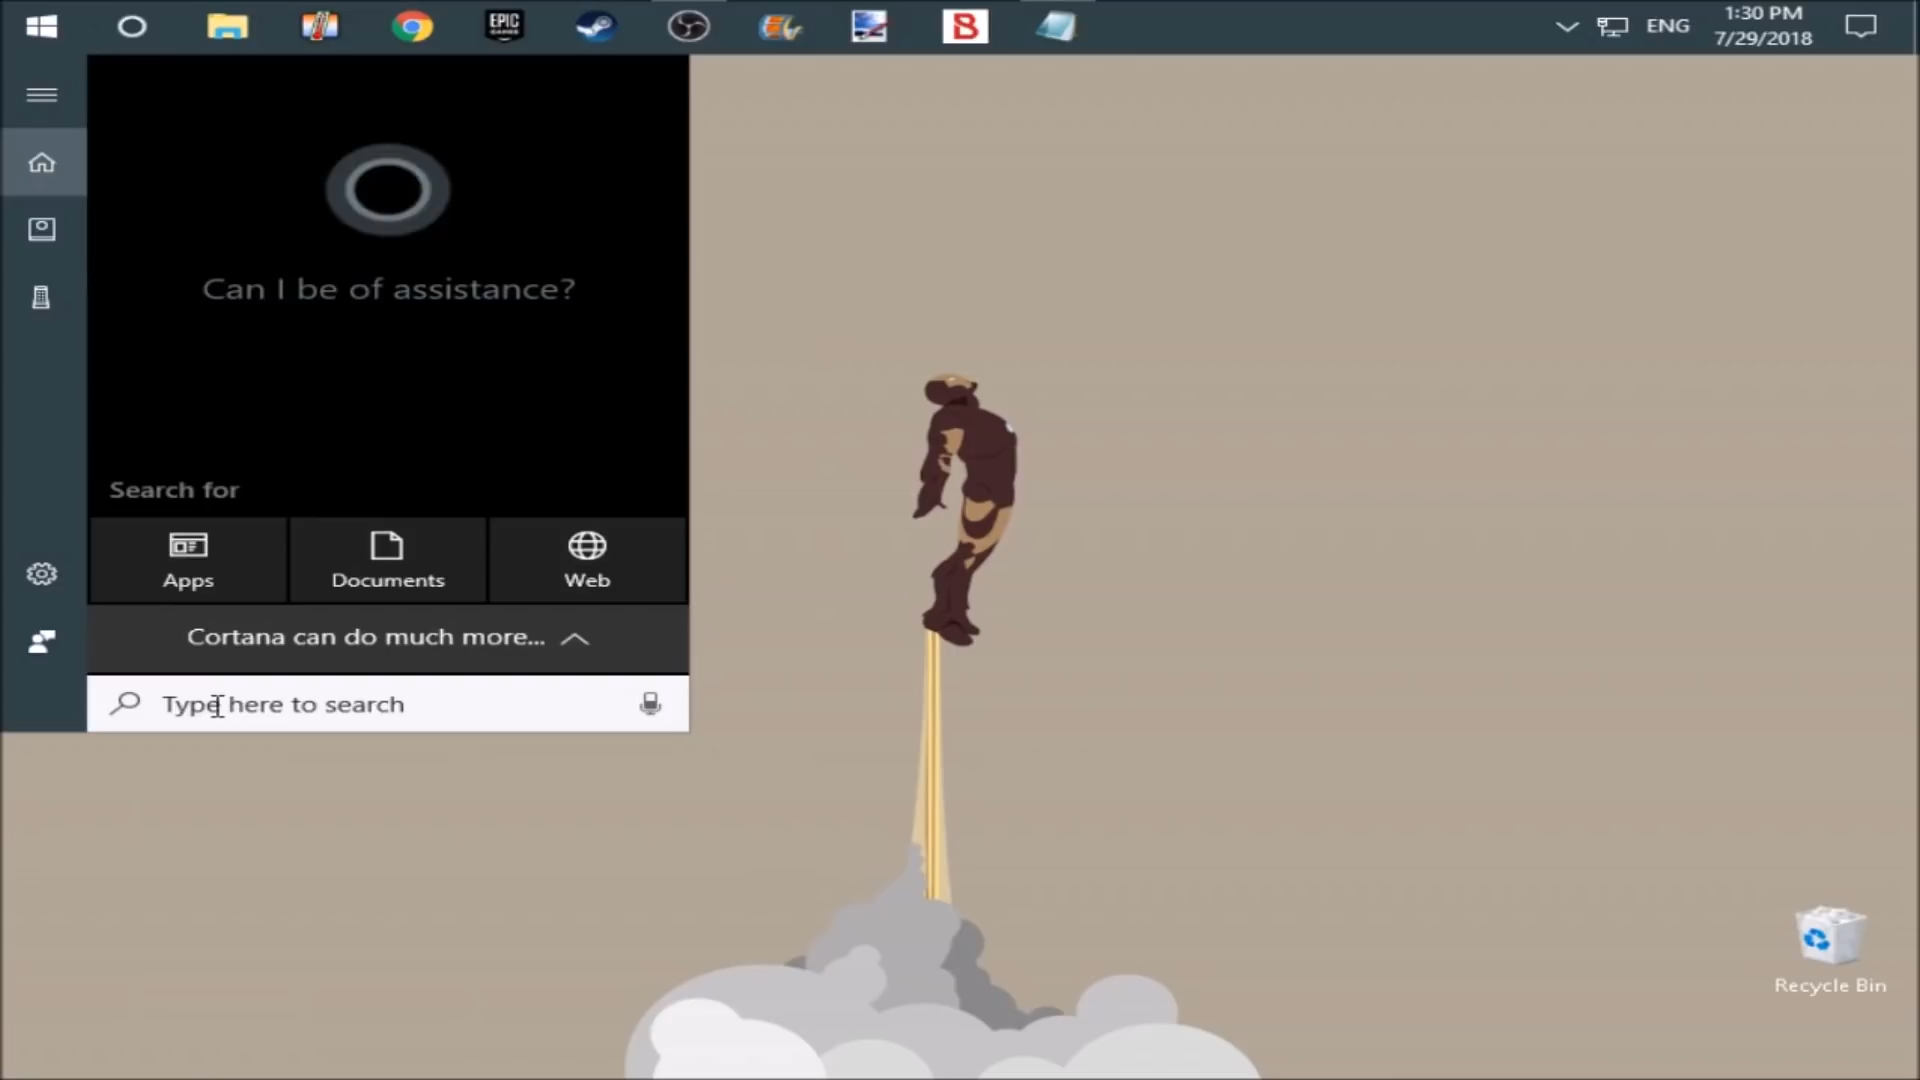 EPIC
GAMES
B
ENG
1:30 PM
7/29/2018
Can I be of assistance?
Search for
Apps
Documents
Web
Cortana can do much more...
Type here to search
Recycle Bin